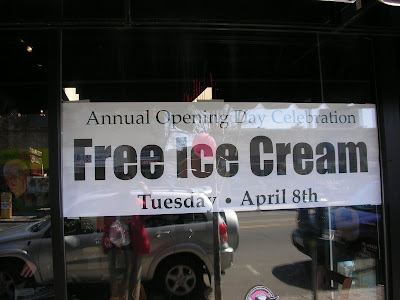 Annual Opening Day Celebration
Free Ice Cream
Tuesday • April 8th